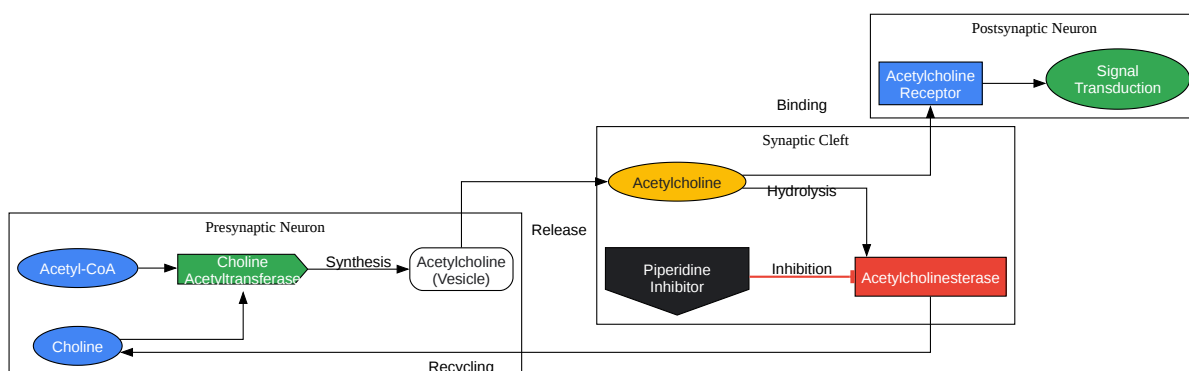 Postsynaptic Neuron
Acetylcholine
Receptor
Signal
Transduction
Binding
Synaptic Cleft
Acetylcholine
Hydrolysis
Release
Presynaptic Neuron
Acetyl-CoA
Choline
Acetyltransferase
Synthesis
Acetylcholine
(Vesicle)
Piperidine
Inhibitor
Inhibition
Acetylcholinesterase
Choline
Recycling